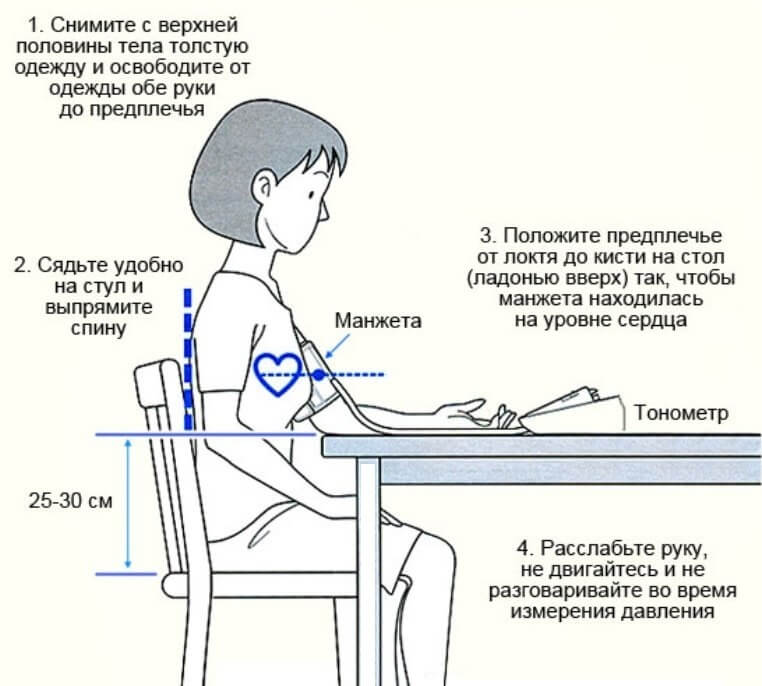 1. Снимите с верхней
половины тела толстую
одежду и освободите от
одежды обе руки
до предплечья
2. Сядьте удобно
на стул и
выпрямите
спину
3. Положите предплечье
от локтя до кисти на стол
(ладонью вверх) так, чтобы
манжета находилась
на уровне сердца
Манжета
Тонометр
25-30 см
4. Расслабьте руку,
не двигайтесь и не
разговаривайте во время
измерения давления